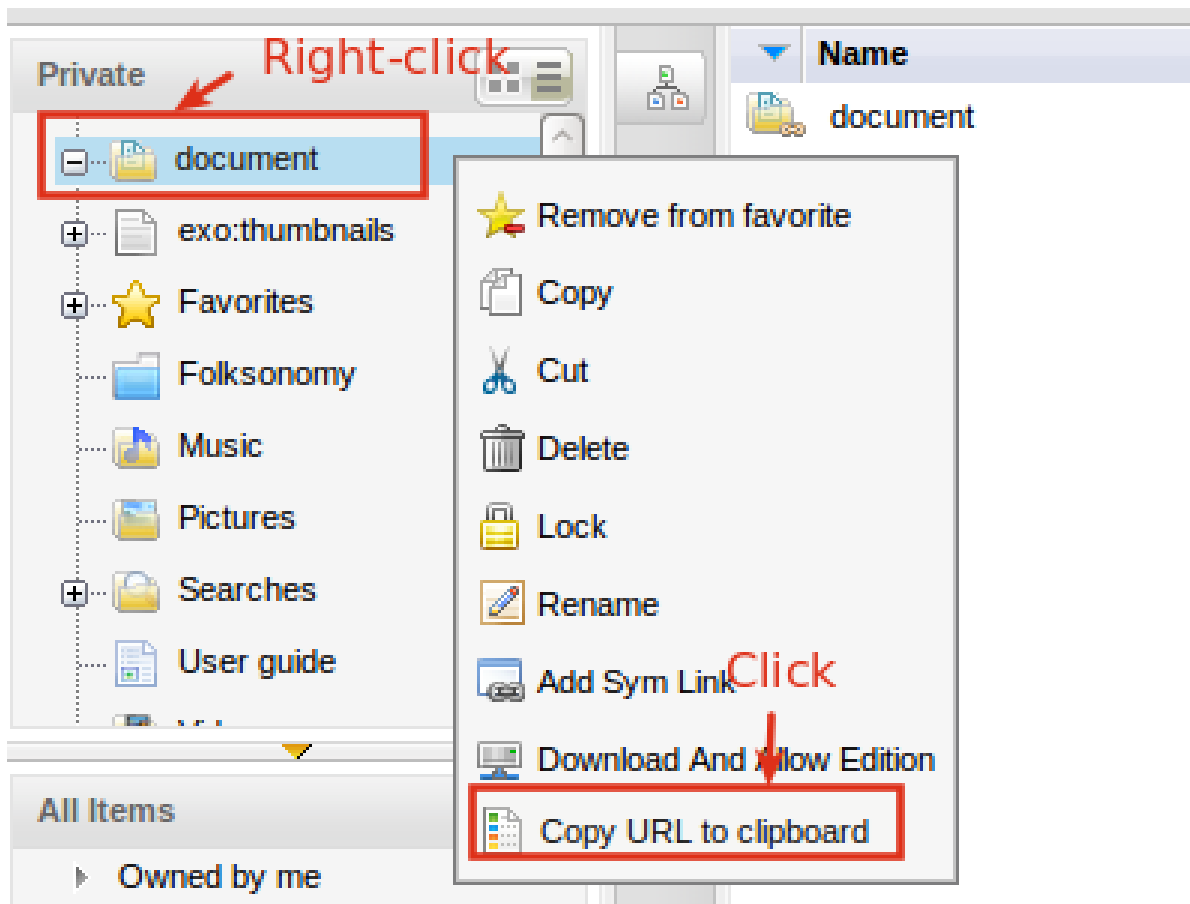 Right-click
Private
document
exo:thumbnails
Favorites
Folksonomy
Music
Pictures
Searches
User guide
All Items
Owned by me
Name
document
Remove from favorite
Copy
Cut
Delete
Lock
Rename
Add Sym Link
Click
Download And Allow Edition
Copy URL to clipboard